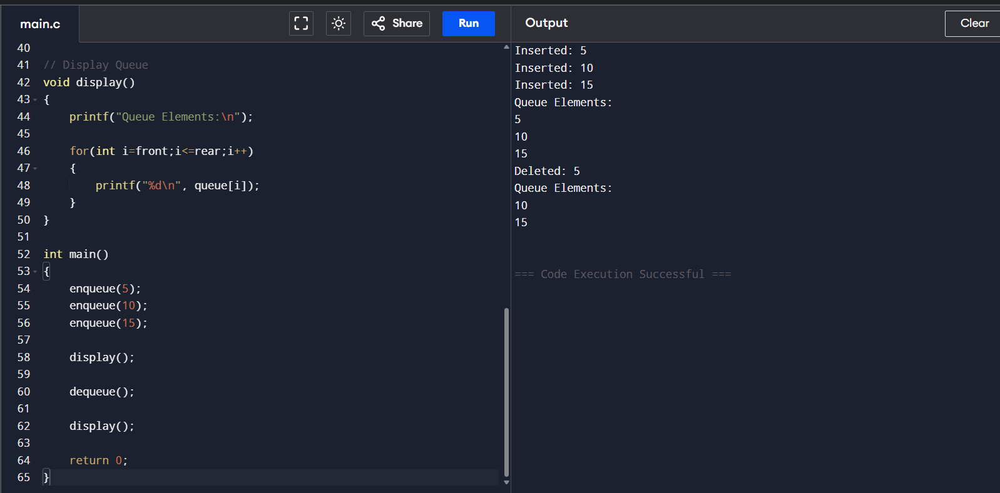 main.c
Share
Run
Output
Clear
40
41 // Display Queue
42 void display()
43 {
44     printf("Queue Elements:\n");
45
46     for(int i=front;i<=rear;i++)
47     {
48         printf("%d\n", queue[i]);
49     }
50 }
51
52 int main()
53 {
54     enqueue(5);
55     enqueue(10);
56     enqueue(15);
57
58     display();
59
60     dequeue();
61
62     display();
63
64     return 0;
65 }
Inserted: 5
Inserted: 10
Inserted: 15
Queue Elements:
5
10
15
Deleted: 5
Queue Elements:
10
15
=== Code Execution Successful ===